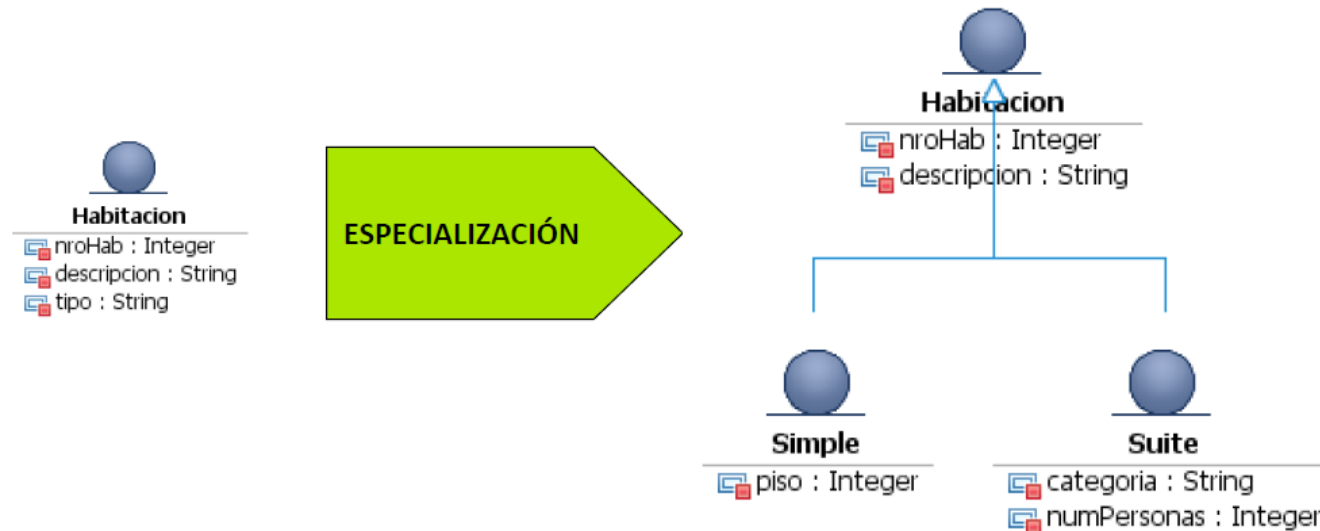 Habitacion
nroHab : Integer
descripcion : String
tipo : String
ESPECIALIZACIÓN
Habitacion
nroHab : Integer
descripcion : String
Simple
piso : Integer
Suite
categoria : String
numPersonas : Integer